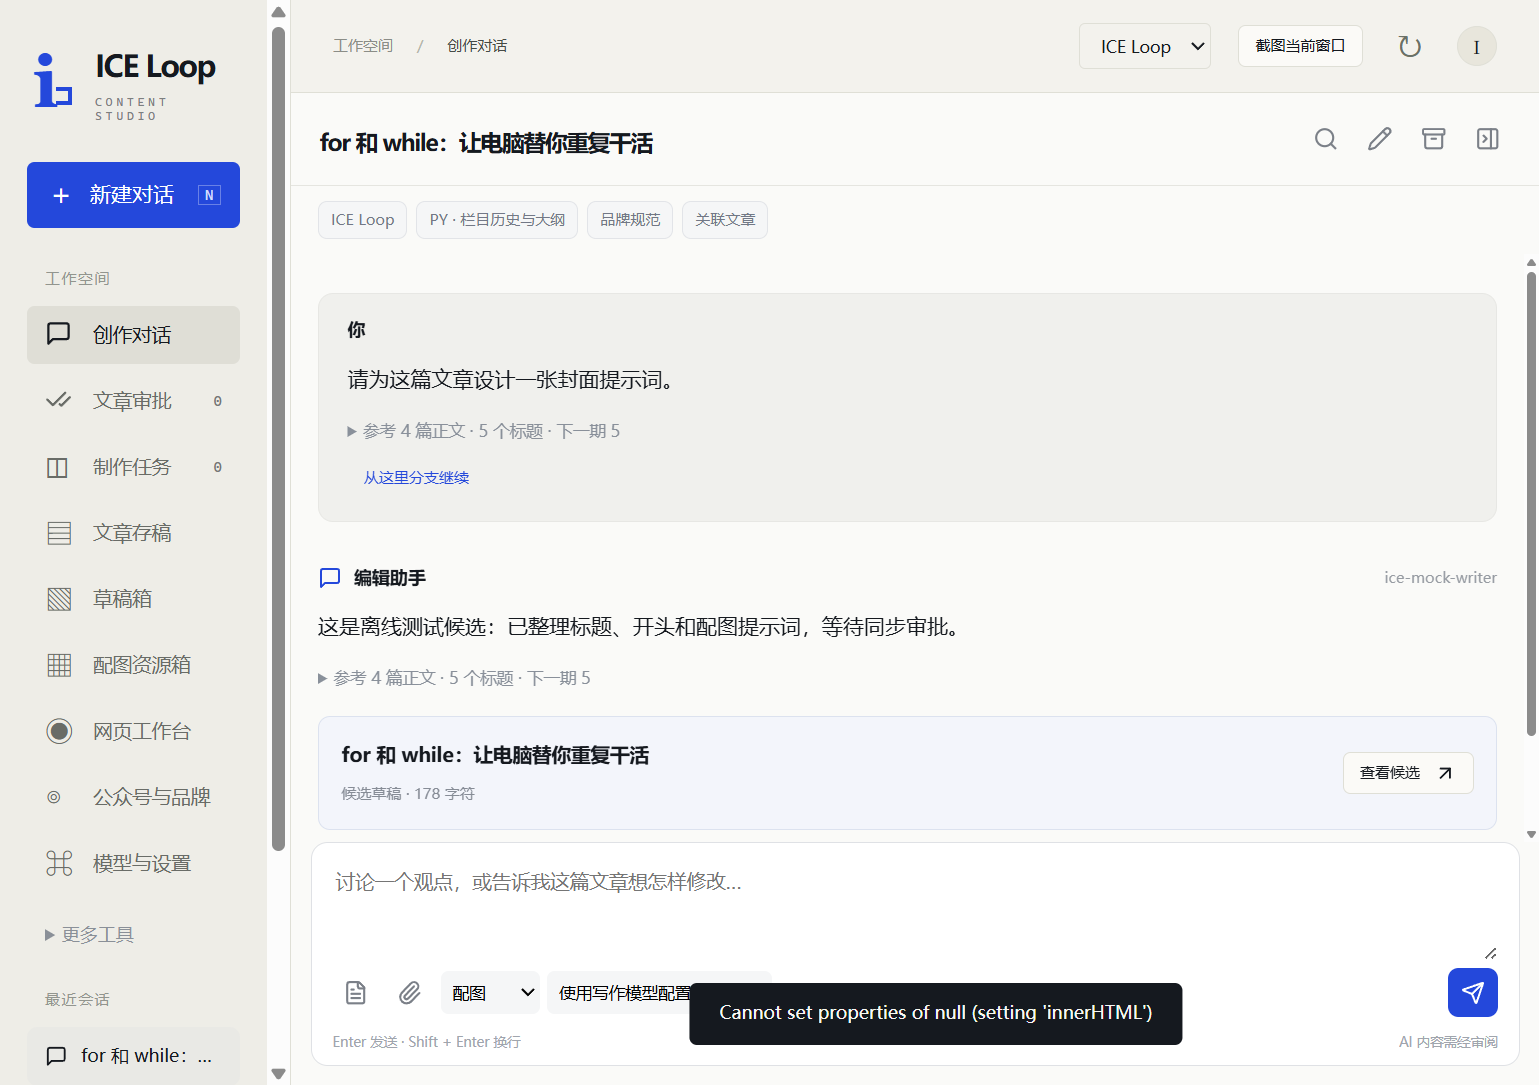 ICE Loop
CONTENT
STUDIO
+ 新建对话 N
工作空间
创作对话
文章审批 0
制作任务 0
文章存稿
草稿箱
配图资源箱
网页工作台
公众号与品牌
模型与设置
更多工具
最近会话
for 和 while：...
工作空间 / 创作对话
ICE Loop
截图当前窗口
I
for 和 while：让电脑替你重复干活
ICE Loop
PY · 栏目历史与大纲
品牌规范
关联文章
你
请为这篇文章设计一张封面提示词。
参考 4 篇正文 · 5 个标题 · 下一期 5
从这里分支继续
编辑助手
ice-mock-writer
这是离线测试候选：已整理标题、开头和配图提示词，等待同步审批。
参考 4 篇正文 · 5 个标题 · 下一期 5
for 和 while：让电脑替你重复干活
候选草稿 · 178 字符
查看候选
讨论一个观点，或告诉我这篇文章想怎样修改...
配图
使用写作模型配置
Cannot set properties of null (setting 'innerHTML')
Enter 发送 · Shift + Enter 换行
AI 内容需经审阅